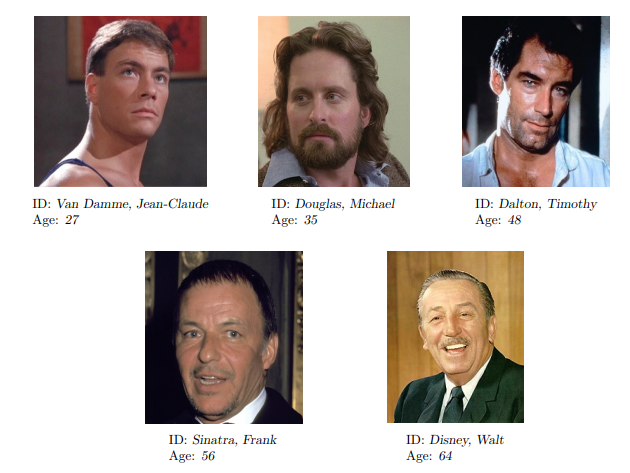 ID: Van Damme, Jean-Claude
Age: 27
ID: Douglas, Michael
Age: 35
ID: Dalton, Timothy
Age: 48
ID: Sinatra, Frank
Age: 56
ID: Disney, Walt
Age: 64